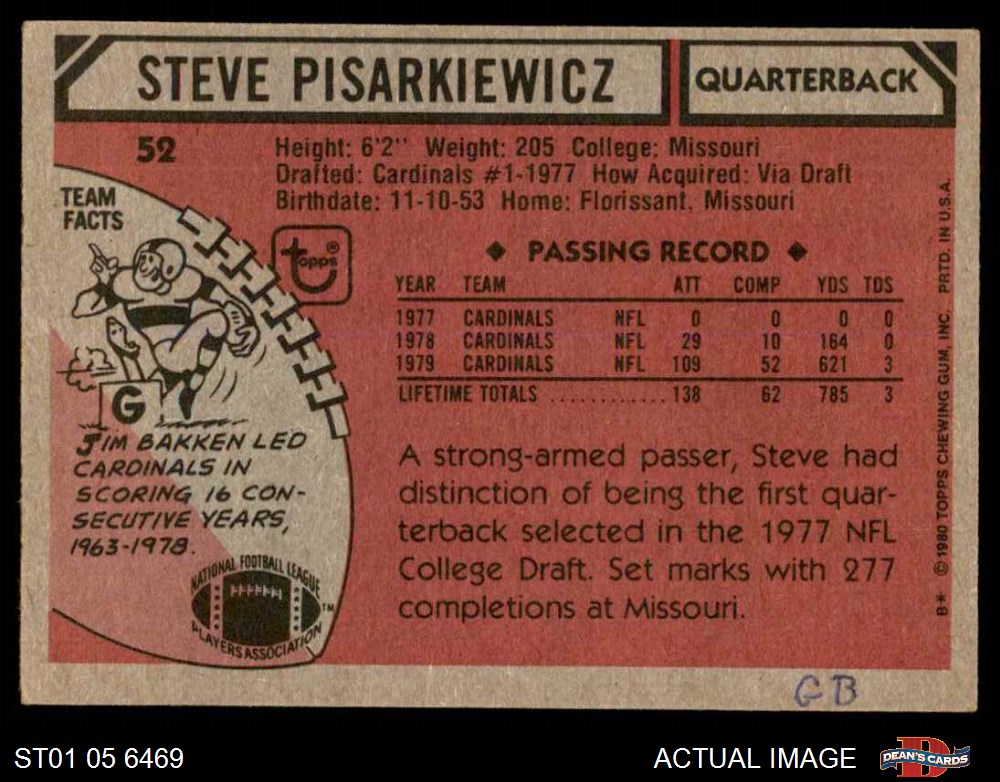 STEVE PISARKIEWICZ
QUARTERBACK
52
Height: 6'2" Weight: 205 College: Missouri
Drafted: Cardinals #1-1977 How Acquired: Via Draft
Birthdate: 11-10-53 Home: Florissant, Missouri
TEAM
FACTS
topps®
G
JIM BAKKEN LED
CARDINALS IN
SCORING 16 CON-
SECUTIVE YEARS,
1963-1978.
NATIONAL FOOTBALL LEAGUE
PLAYERS ASSOCIATION
TM
◆ PASSING RECORD ◆
YEAR TEAM ATT COMP YDS TDS
1977 CARDINALS NFL 0 0 0 0
1978 CARDINALS NFL 29 10 164 0
1979 CARDINALS NFL 109 52 621 3
LIFETIME TOTALS ............ 138 62 785 3
A strong-armed passer, Steve had
distinction of being the first quar-
terback selected in the 1977 NFL
College Draft. Set marks with 277
completions at Missouri.
B* © 1980 TOPPS CHEWING GUM, INC. PRTD. IN U.S.A.
GB
ST01 05 6469
ACTUAL IMAGE
D
DEAN'S CARDS